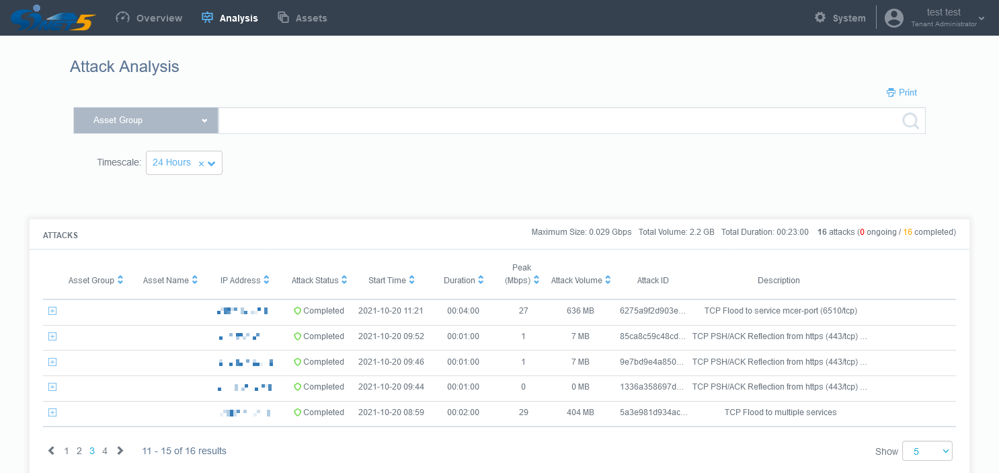 SINET5 Overview Analysis Assets System test test
Tenant Administrator
Attack Analysis
Print
Asset Group
Timescale: 24 Hours
ATTACKS Maximum Size: 0.029 Gbps Total Volume: 2.2 GB Total Duration: 00:23:00 16 attacks (0 ongoing / 16 completed)
Asset Group Asset Name IP Address Attack Status Start Time Duration Peak (Mbps) Attack Volume Attack ID Description
Completed 2021-10-20 11:21 00:04:00 27 636 MB 6275a9f2d903e... TCP Flood to service mcer-port (6510/tcp)
Completed 2021-10-20 09:52 00:01:00 1 7 MB 85ca8c59c48cd... TCP PSH/ACK Reflection from https (443/tcp) ...
Completed 2021-10-20 09:46 00:01:00 1 7 MB 9e7bd9e4a850... TCP PSH/ACK Reflection from https (443/tcp) ...
Completed 2021-10-20 09:44 00:01:00 0 0 MB 1336a358697d... TCP PSH/ACK Reflection from https (443/tcp) ...
Completed 2021-10-20 08:59 00:02:00 29 404 MB 5a3e981d934ac... TCP Flood to multiple services
1 2 3 4 11 - 15 of 16 results Show 5